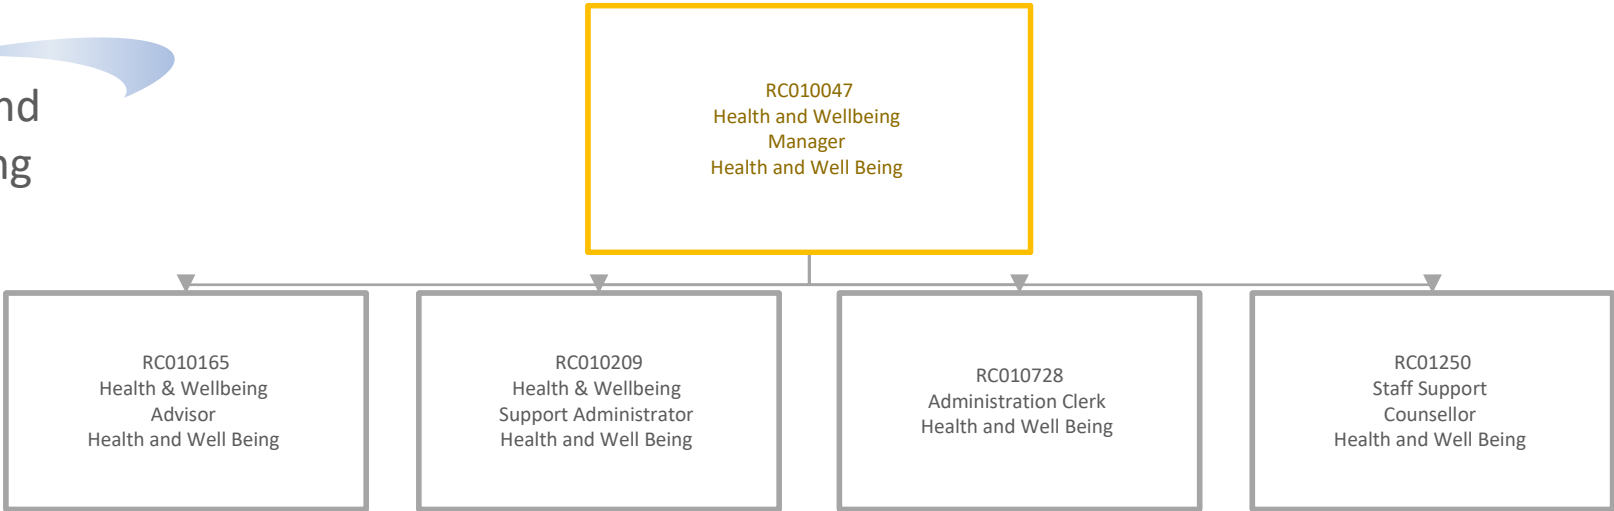 nd
ng
RC010047
Health and Wellbeing
Manager
Health and Well Being
RC010165
Health & Wellbeing
Advisor
Health and Well Being
RC010209
Health & Wellbeing
Support Administrator
Health and Well Being
RC010728
Administration Clerk
Health and Well Being
RC01250
Staff Support
Counsellor
Health and Well Being